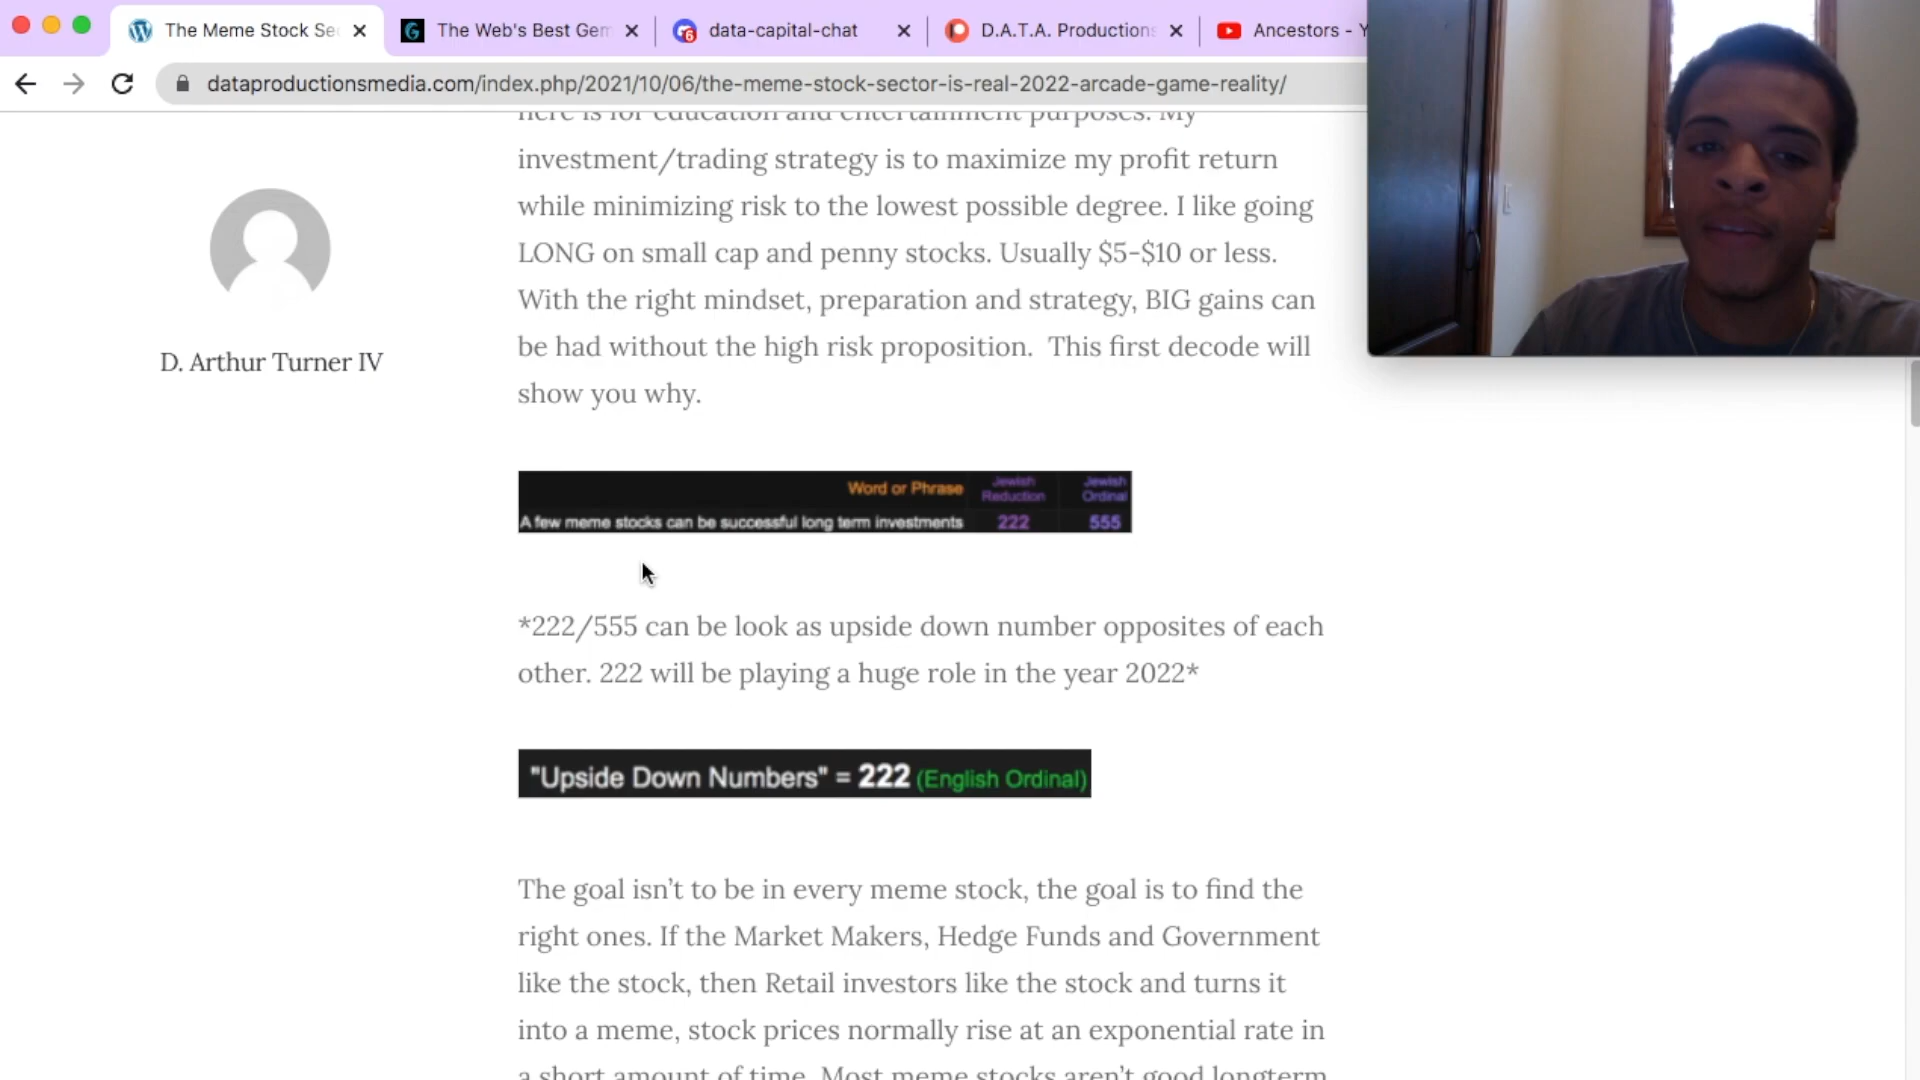 The Meme Stock Se
The Web's Best Gem
data-capital-chat
D.A.T.A. Productions
Ancestors - Y
dataproductionsmedia.com/index.php/2021/10/06/the-meme-stock-sector-is-real-2022-arcade-game-reality/
here is for education and entertainment purposes. My
investment/trading strategy is to maximize my profit return
while minimizing risk to the lowest possible degree. I like going
LONG on small cap and penny stocks. Usually $5-$10 or less.
With the right mindset, preparation and strategy, BIG gains can
be had without the high risk proposition. This first decode will
show you why.
D. Arthur Turner IV
Word or Phrase Jewish Reduction Jewish Ordinal
A few meme stocks can be successful long term investments 222 555
*222/555 can be look as upside down number opposites of each
other. 222 will be playing a huge role in the year 2022*
"Upside Down Numbers" = 222 (English Ordinal)
The goal isn't to be in every meme stock, the goal is to find the
right ones. If the Market Makers, Hedge Funds and Government
like the stock, then Retail investors like the stock and turns it
into a meme, stock prices normally rise at an exponential rate in
a short amount of time. Most meme stocks aren't good longterm